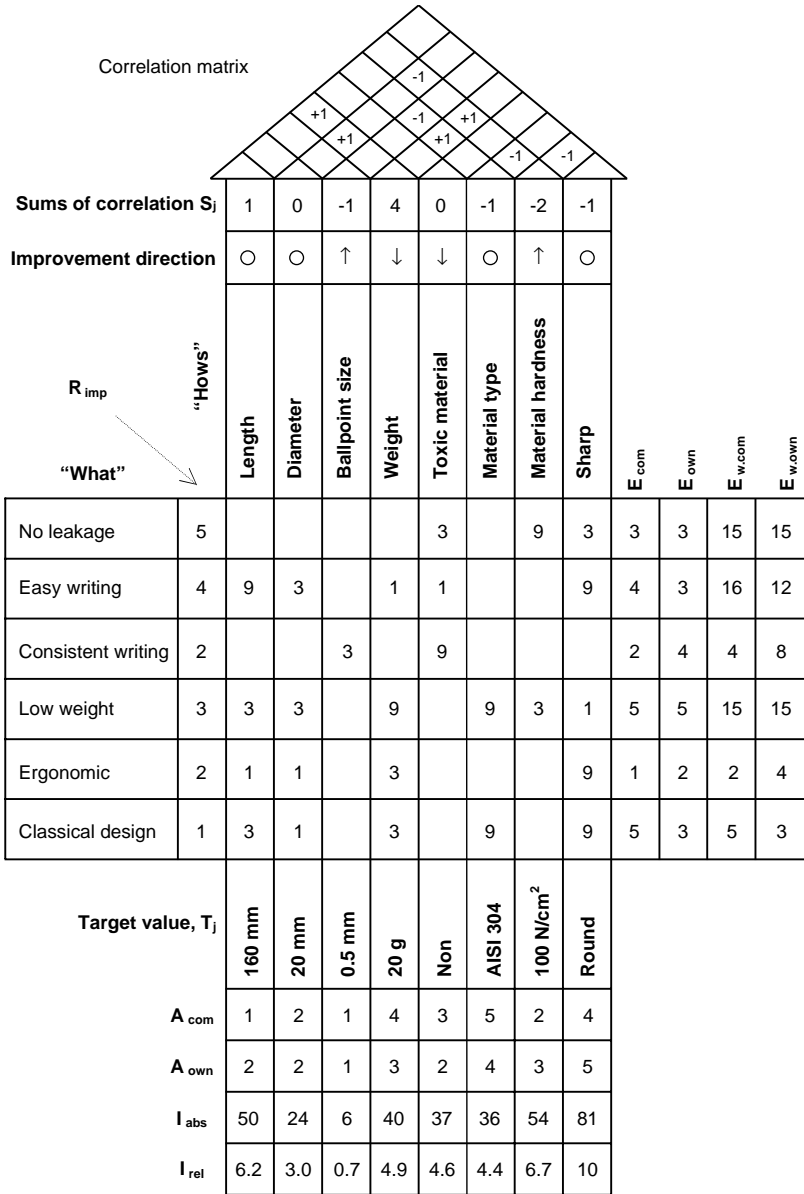 Correlation matrix
-1
+1 -1 +1
+1 +1 -1 -1
Sums of correlation Sj 1 0 -1 4 0 -1 -2 -1
Improvement direction ○ ○ ↑ ↓ ↓ ○ ↑ ○
R imp
"Hows"
"What"
Length
Diameter
Ballpoint size
Weight
Toxic material
Material type
Material hardness
Sharp
E com
E own
E w.com
E w.own
No leakage 5 3 9 3 3 3 15 15
Easy writing 4 9 3 1 1 9 4 3 16 12
Consistent writing 2 3 9 2 4 4 8
Low weight 3 3 3 9 9 3 1 5 5 15 15
Ergonomic 2 1 1 3 9 1 2 2 4
Classical design 1 3 1 3 9 9 5 3 5 3
Target value, Tj
160 mm
20 mm
0.5 mm
20 g
Non
AISI 304
100 N/cm²
Round
A com 1 2 1 4 3 5 2 4
A own 2 2 1 3 2 4 3 5
I abs 50 24 6 40 37 36 54 81
I rel 6.2 3.0 0.7 4.9 4.6 4.4 6.7 10